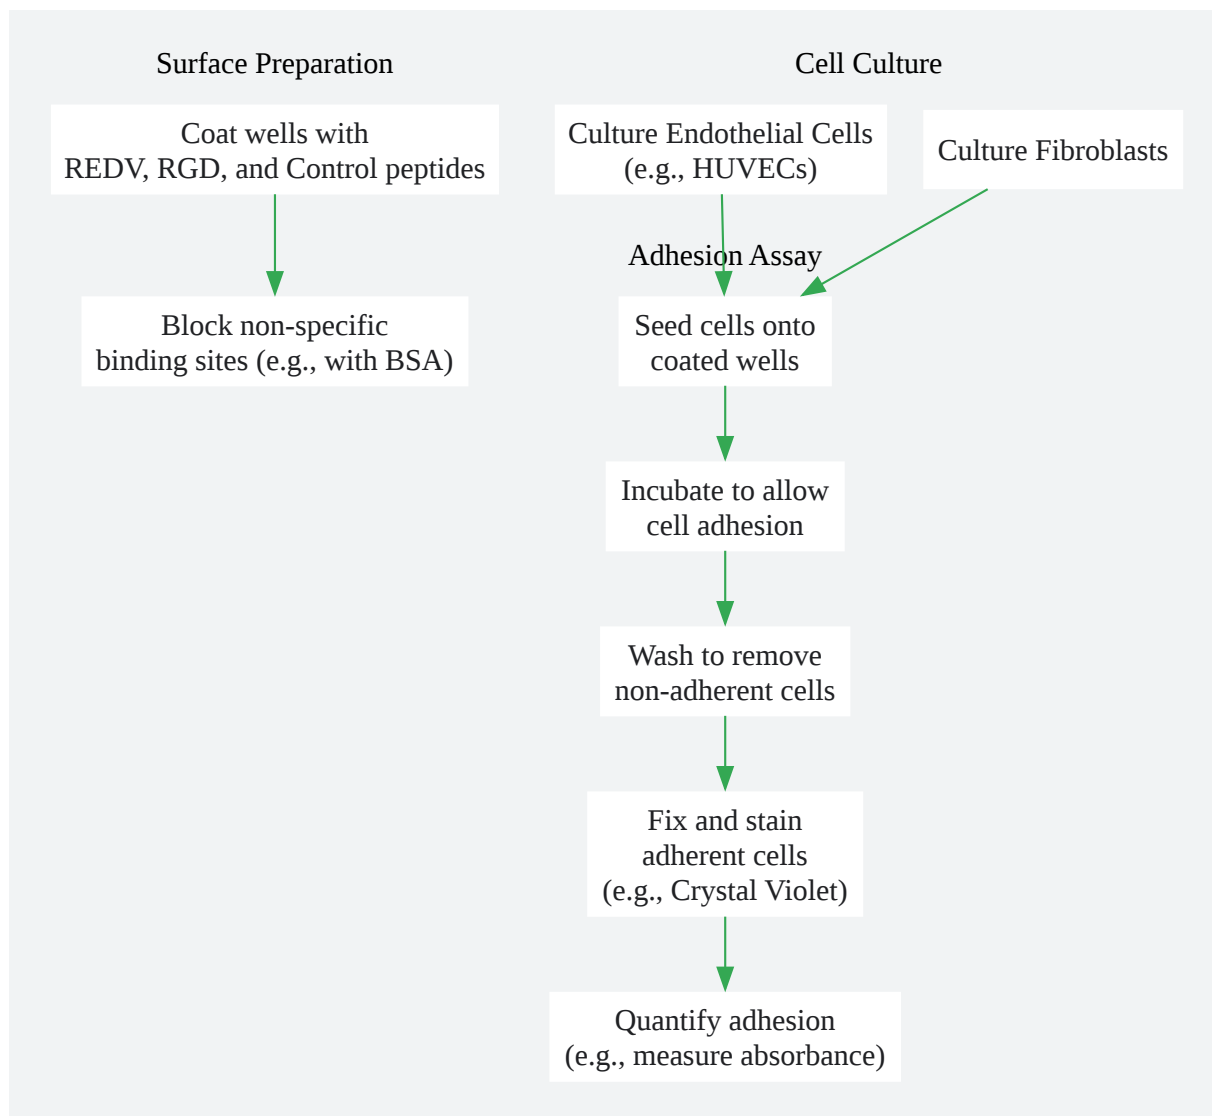 Surface Preparation
Coat wells with
REDV, RGD, and Control peptides
Block non-specific
binding sites (e.g., with BSA)
Cell Culture
Culture Endothelial Cells
(e.g., HUVECs)
Culture Fibroblasts
Adhesion Assay
Seed cells onto
coated wells
Incubate to allow
cell adhesion
Wash to remove
non-adherent cells
Fix and stain
adherent cells
(e.g., Crystal Violet)
Quantify adhesion
(e.g., measure absorbance)